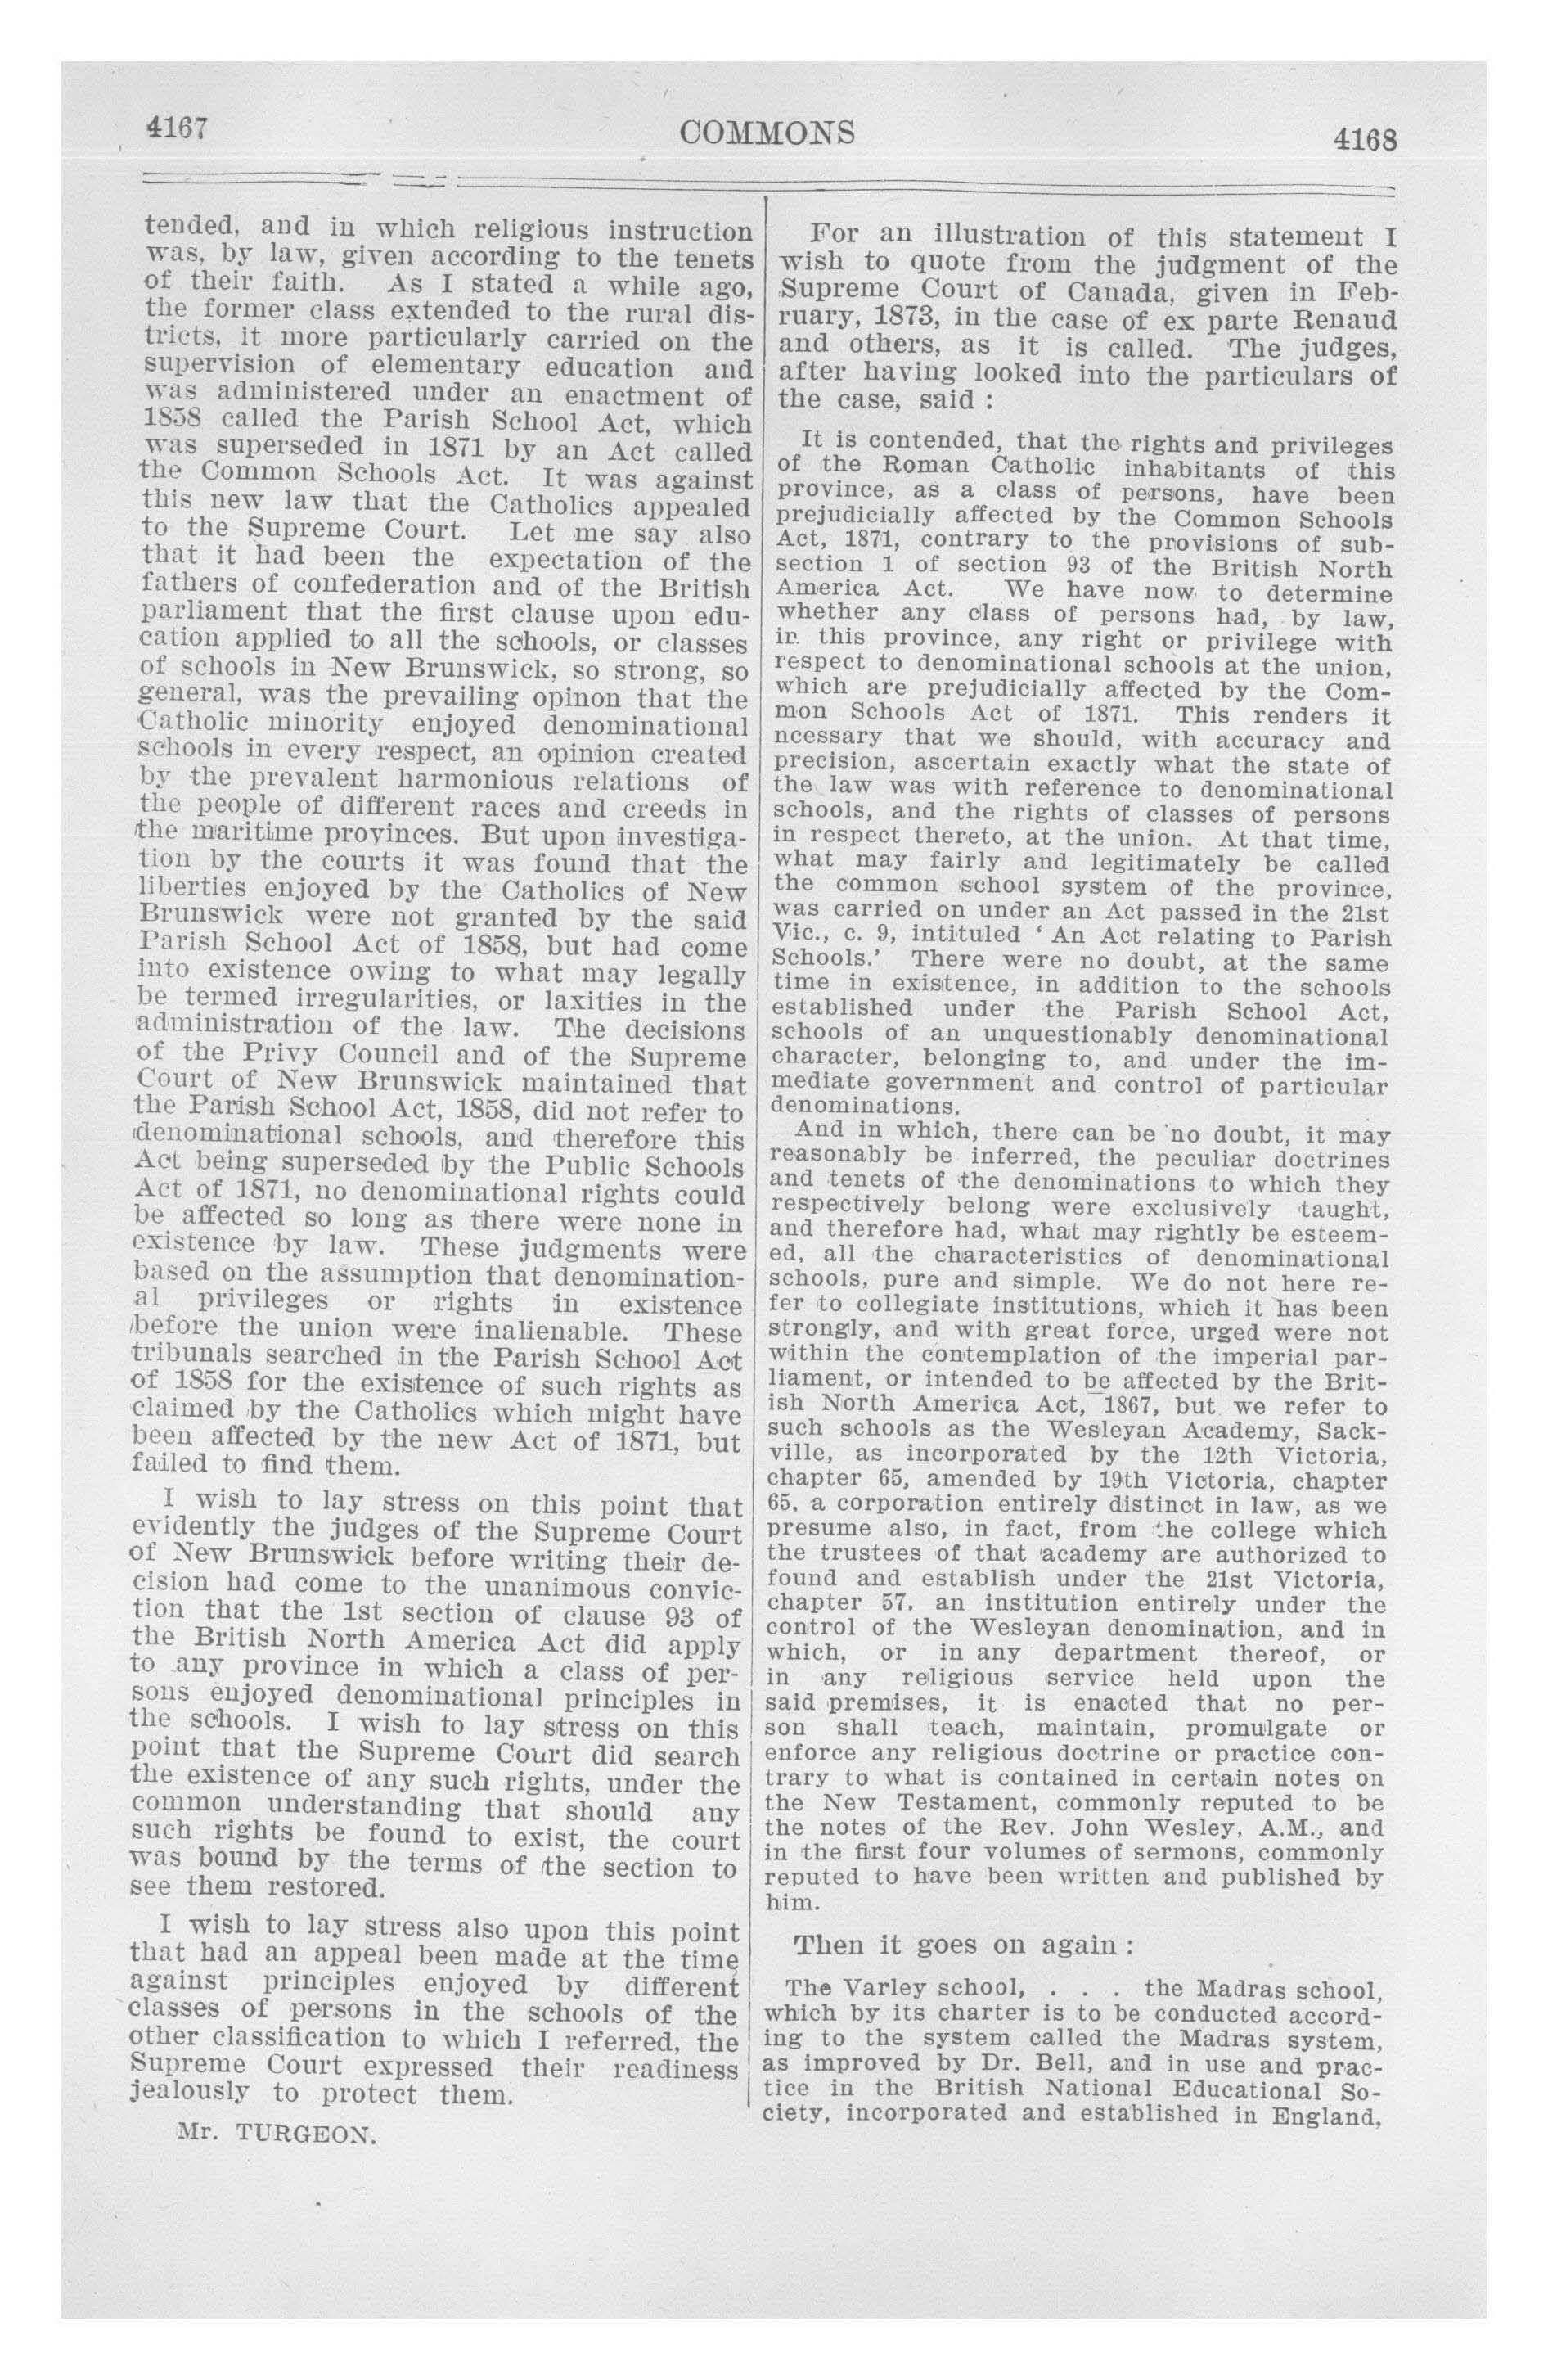 4167
COMMONS
4168
tended, and in which religious instruction
was, by law, given according to the tenets
of their faith. As I stated a while ago,
the former class extended to the rural dis-
tricts, it more particularly carried on the
supervision of elementary education and
was administered under an enactment of
1858 called the Parish School Act, which
was superseded in 1871 by an Act called
the Common Schools Act. It was against
this new law that the Catholics appealed
to the Supreme Court. Let me say also
that it had been the expectation of the
fathers of confederation and of the British
parliament that the first clause upon edu-
cation applied to all the schools, or classes
of schools in New Brunswick, so strong, so
general, was the prevailing opinon that the
Catholic minority enjoyed denominational
schools in every respect, an opinion created
by the prevalent harmonious relations of
the people of different races and creeds in
the maritime provinces. But upon investiga-
tion by the courts it was found that the
liberties enjoyed by the Catholics of New
Brunswick were not granted by the said
Parish School Act of 1858, but had come
into existence owing to what may legally
be termed irregularities, or laxities in the
administration of the law. The decisions
of the Privy Council and of the Supreme
Court of New Brunswick maintained that
the Parish School Act, 1858, did not refer to
denominational schools, and therefore this
Act being superseded by the Public Schools
Act of 1871, no denominational rights could
be affected so long as there were none in
existence by law. These judgments were
based on the assumption that denomination-
al privileges or rights in existence
before the union were inalienable. These
tribunals searched in the Parish School Act
of 1858 for the existence of such rights as
claimed by the Catholics which might have
been affected by the new Act of 1871, but
failed to find them.
I wish to lay stress on this point that
evidently the judges of the Supreme Court
of New Brunswick before writing their de-
cision had come to the unanimous convic-
tion that the 1st section of clause 93 of
the British North America Act did apply
to any province in which a class of per-
sons enjoyed denominational principles in
the schools. I wish to lay stress on this
point that the Supreme Court did search
the existence of any such rights, under the
common understanding that should any
such rights be found to exist, the court
was bound by the terms of the section to
see them restored.
I wish to lay stress also upon this point
that had an appeal been made at the time
against principles enjoyed by different
classes of persons in the schools of the
other classification to which I referred, the
Supreme Court expressed their readiness
jealously to protect them.
Mr. TURGEON.
For an illustration of this statement I
wish to quote from the judgment of the
Supreme Court of Canada, given in Feb-
ruary, 1873, in the case of ex parte Renaud
and others, as it is called. The judges,
after having looked into the particulars of
the case, said :
It is contended, that the rights and privileges
of the Roman Catholic inhabitants of this
province, as a class of persons, have been
prejudicially affected by the Common Schools
Act, 1871, contrary to the provisions of sub-
section 1 of section 93 of the British North
America Act. We have now to determine
whether any class of persons had, by law,
in this province, any right or privilege with
respect to denominational schools at the union,
which are prejudicially affected by the Com-
mon Schools Act of 1871. This renders it
ncessary that we should, with accuracy and
precision, ascertain exactly what the state of
the law was with reference to denominational
schools, and the rights of classes of persons
in respect thereto, at the union. At that time,
what may fairly and legitimately be called
the common school system of the province,
was carried on under an Act passed in the 21st
Vic., c. 9, intituled ' An Act relating to Parish
Schools.' There were no doubt, at the same
time in existence, in addition to the schools
established under the Parish School Act,
schools of an unquestionably denominational
character, belonging to, and under the im-
mediate government and control of particular
denominations.
And in which, there can be no doubt, it may
reasonably be inferred, the peculiar doctrines
and tenets of the denominations to which they
respectively belong were exclusively taught,
and therefore had, what may rightly be esteem-
ed, all the characteristics of denominational
schools, pure and simple. We do not here re-
fer to collegiate institutions, which it has been
strongly, and with great force, urged were not
within the contemplation of the imperial par-
liament, or intended to be affected by the Brit-
ish North America Act, 1867, but we refer to
such schools as the Wesleyan Academy, Sack-
ville, as incorporated by the 12th Victoria,
chapter 65, amended by 19th Victoria, chapter
65, a corporation entirely distinct in law, as we
presume also, in fact, from the college which
the trustees of that academy are authorized to
found and establish under the 21st Victoria,
chapter 57, an institution entirely under the
control of the Wesleyan denomination, and in
which, or in any department thereof, or
in any religious service held upon the
said premises, it is enacted that no per-
son shall teach, maintain, promulgate or
enforce any religious doctrine or practice con-
trary to what is contained in certain notes on
the New Testament, commonly reputed to be
the notes of the Rev. John Wesley, A.M., and
in the first four volumes of sermons, commonly
reputed to have been written and published by
him.
Then it goes on again :
The Varley school, . . . the Madras school,
which by its charter is to be conducted accord-
ing to the system called the Madras system,
as improved by Dr. Bell, and in use and prac-
tice in the British National Educational So-
ciety, incorporated and established in England,